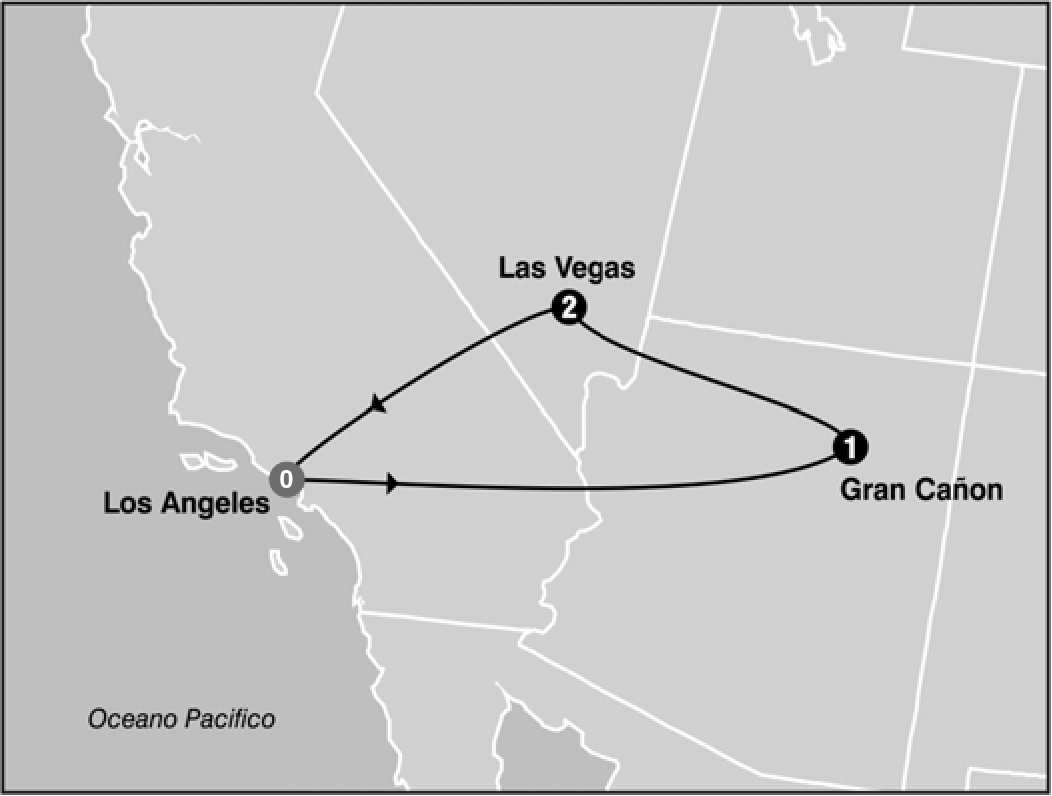 Las Vegas
2
1
Gran Cañon
0
Los Angeles
Oceano Pacifico